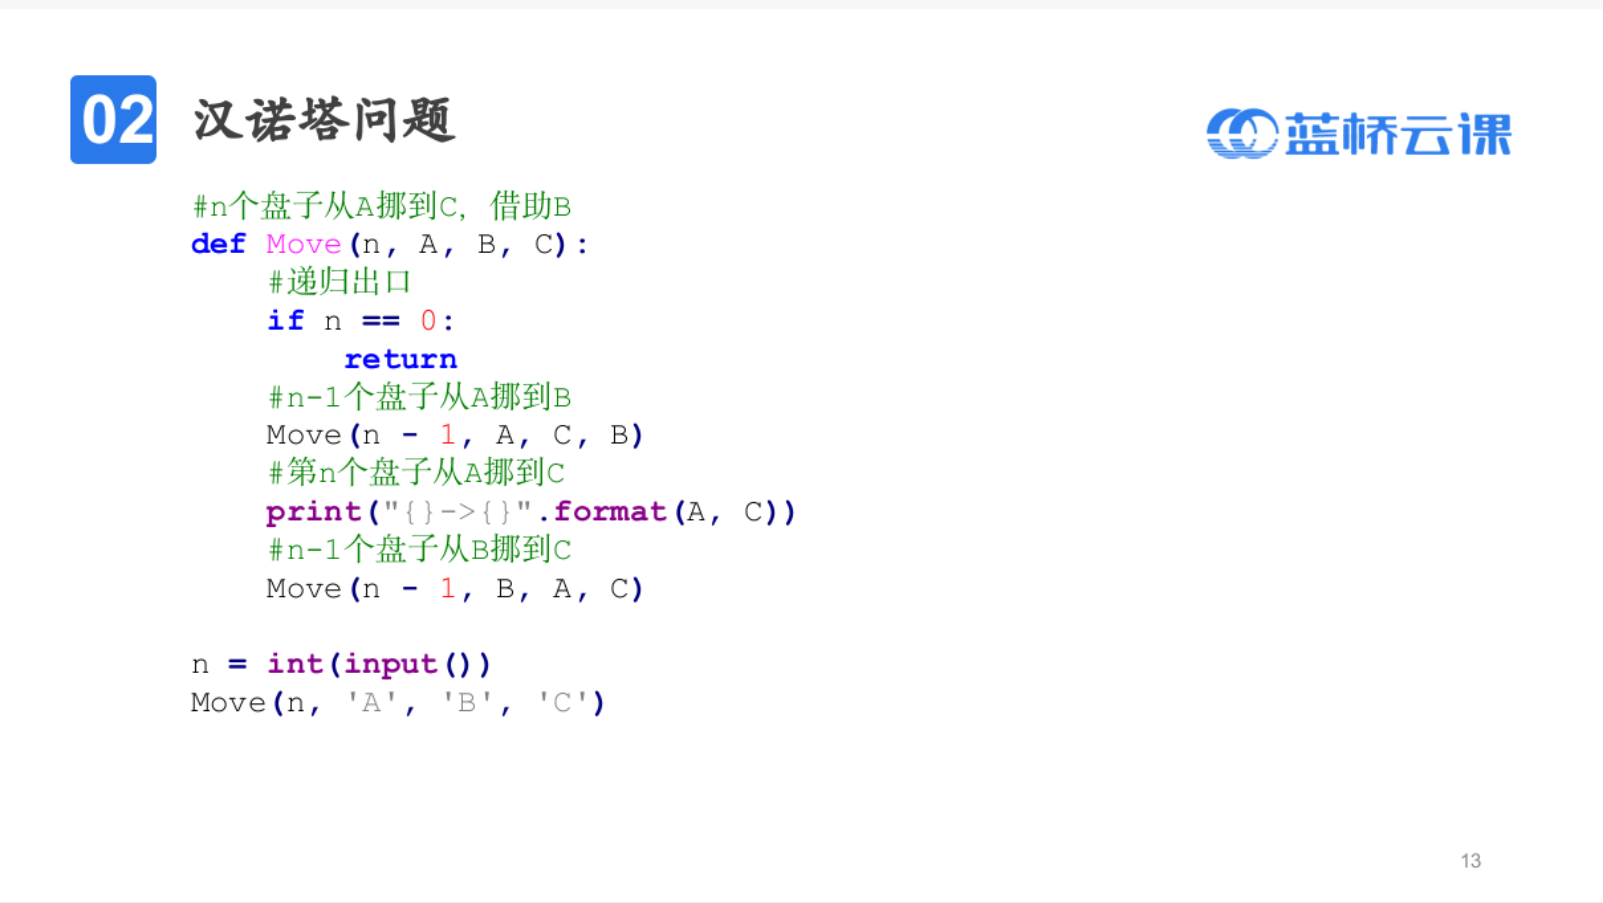 02 汉诺塔问题
蓝桥云课
#n个盘子从A挪到C, 借助B
def Move(n, A, B, C):
    #递归出口
    if n == 0:
        return
    #n-1个盘子从A挪到B
    Move(n - 1, A, C, B)
    #第n个盘子从A挪到C
    print("{}->{}".format(A, C))
    #n-1个盘子从B挪到C
    Move(n - 1, B, A, C)
n = int(input())
Move(n, 'A', 'B', 'C')
13